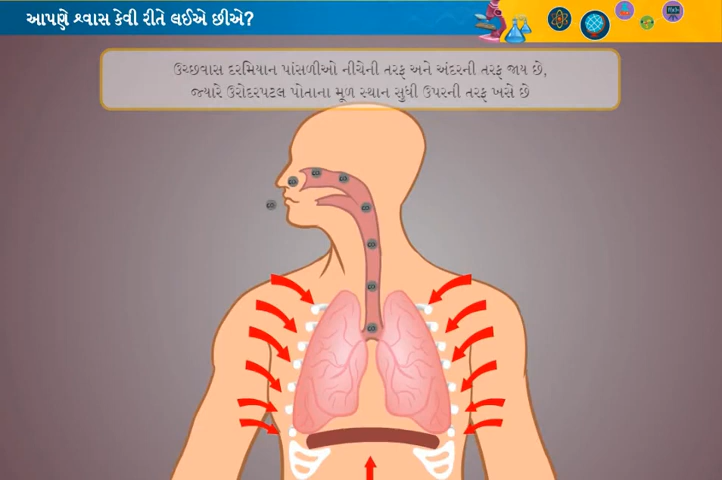 આપણે શ્વાસ કેવી રીતે લઈએ છીએ?
ઉચ્છવાસ દરમિયાન પાંસળીઓ નીચેની તરફ અને અંદરની તરફ જાય છે,
જ્યારે ઉરોદરપટલ પોતાના મૂળ સ્થાન સુધી ઉપરની તરફ ખસે છે